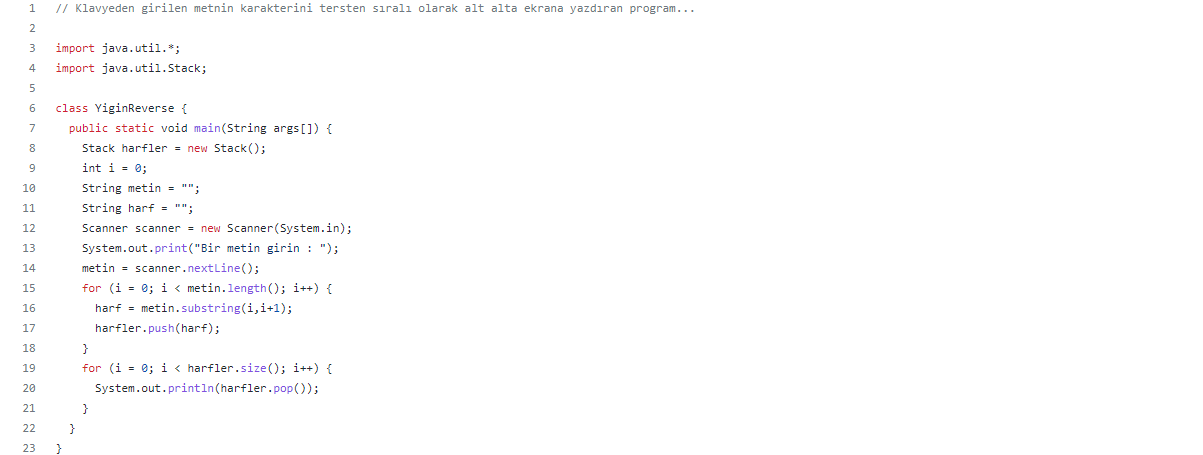 1 // Klavyeden girilen metnin karakterini tersten sıralı olarak alt alta ekrana yazdıran program...
2
3 import java.util.*;
4 import java.util.Stack;
5
6 class YiginReverse {
7 public static void main(String args[]) {
8 Stack harfler = new Stack();
9 int i = 0;
10 String metin = "";
11 String harf = "";
12 Scanner scanner = new Scanner(System.in);
13 System.out.print("Bir metin girin : ");
14 metin = scanner.nextLine();
15 for (i = 0; i < metin.length(); i++) {
16 harf = metin.substring(i,i+1);
17 harfler.push(harf);
18 }
19 for (i = 0; i < harfler.size(); i++) {
20 System.out.println(harfler.pop());
21 }
22 }
23 }